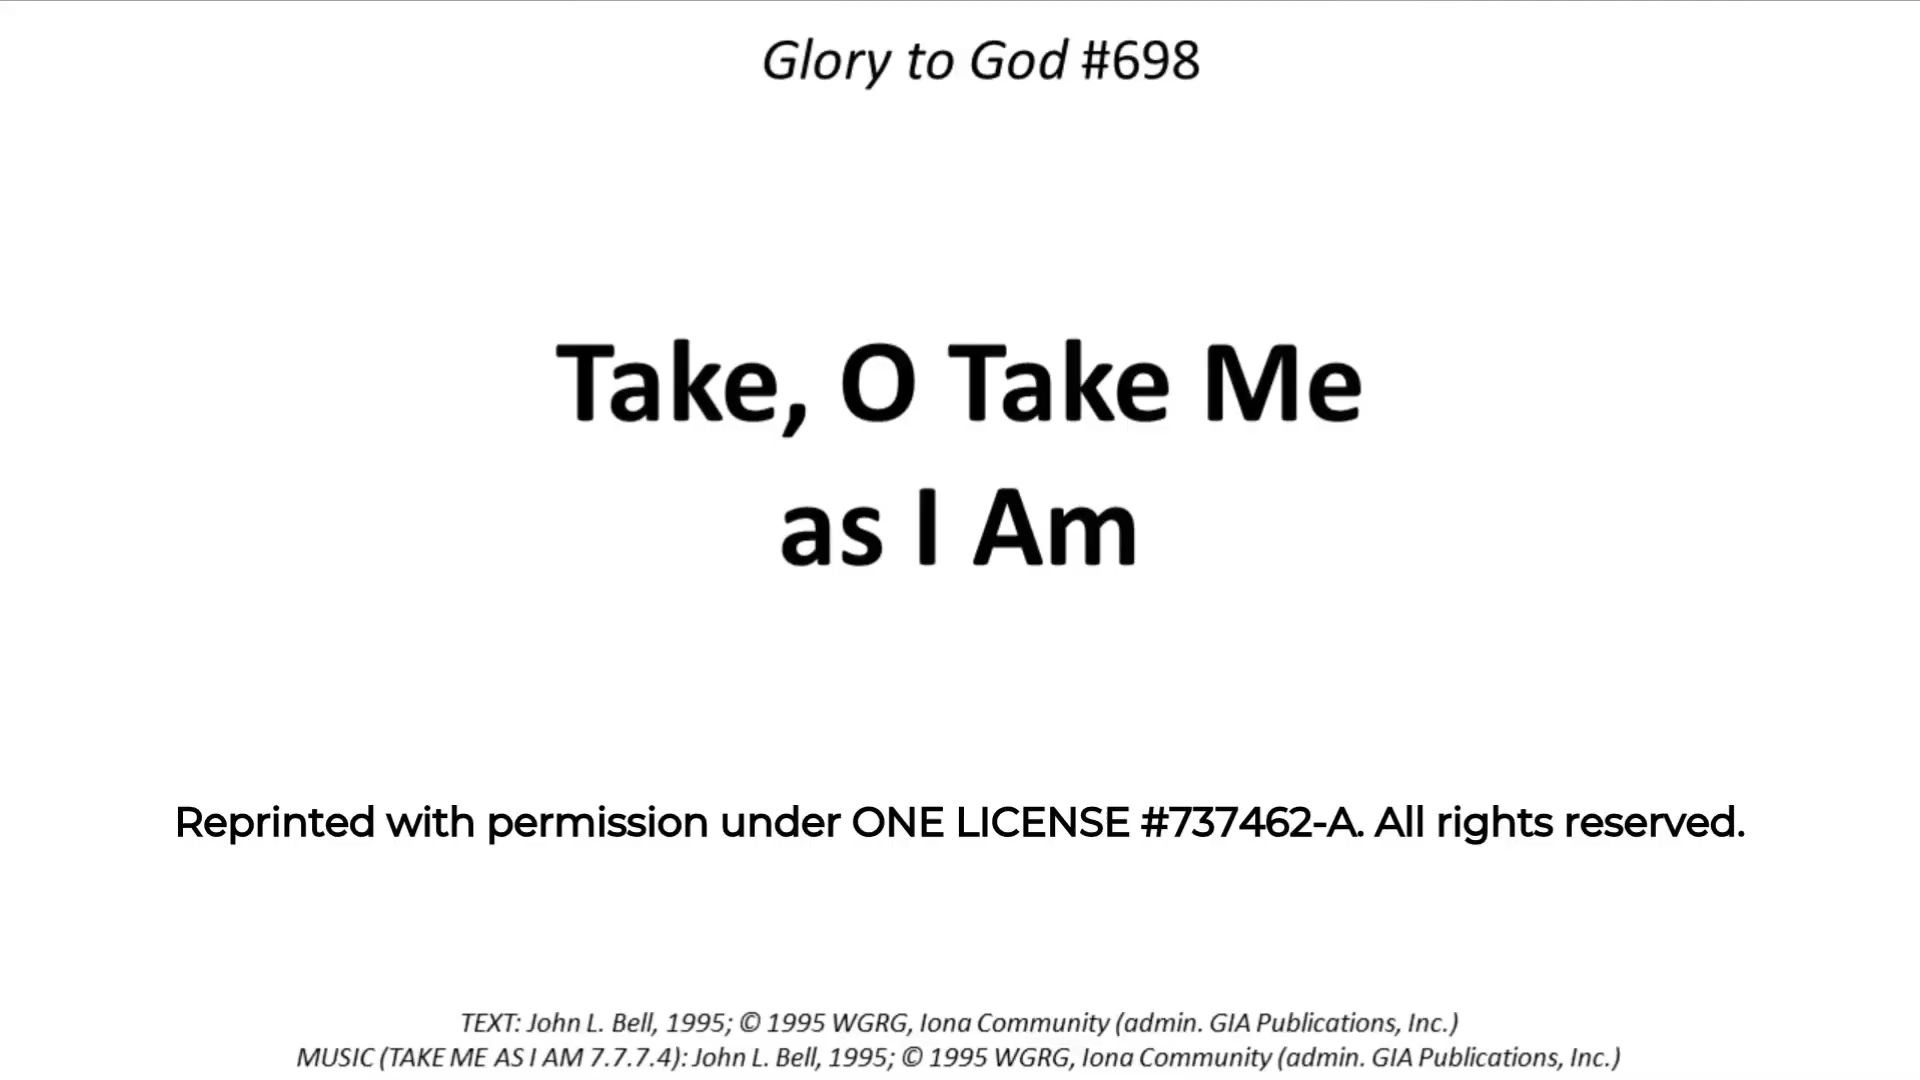 Glory to God #698
Take, O Take Me
as I Am
Reprinted with permission under ONE LICENSE #737462-A. All rights reserved.
TEXT: John L. Bell, 1995; © 1995 WGRG, Iona Community (admin. GIA Publications, Inc.)
MUSIC (TAKE ME AS I AM 7.7.7.4): John L. Bell, 1995; © 1995 WGRG, Iona Community (admin. GIA Publications, Inc.)